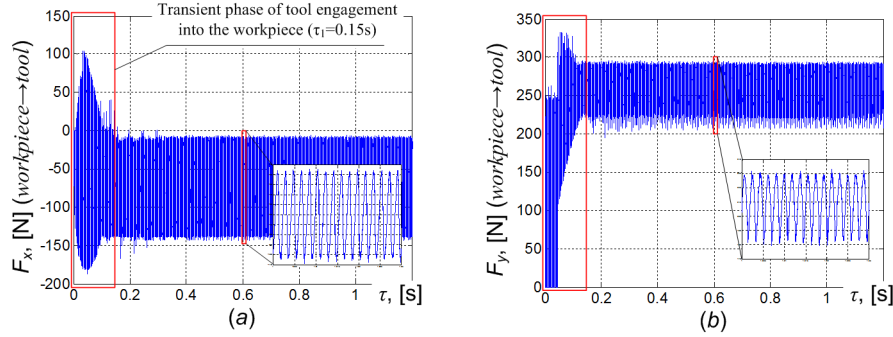 Transient phase of tool engagement
into the workpiece (τ₁=0.15s)
Fₓ, [N] (workpiece→tool)
150
100
50
0
-50
-100
-150
-200
0 0.2 0.4 0.6 0.8 1 τ, [s]
(a)
Fᵧ, [N] (workpiece→tool)
350
300
250
200
150
100
50
0
0 0.2 0.4 0.6 0.8 1 τ, [s]
(b)